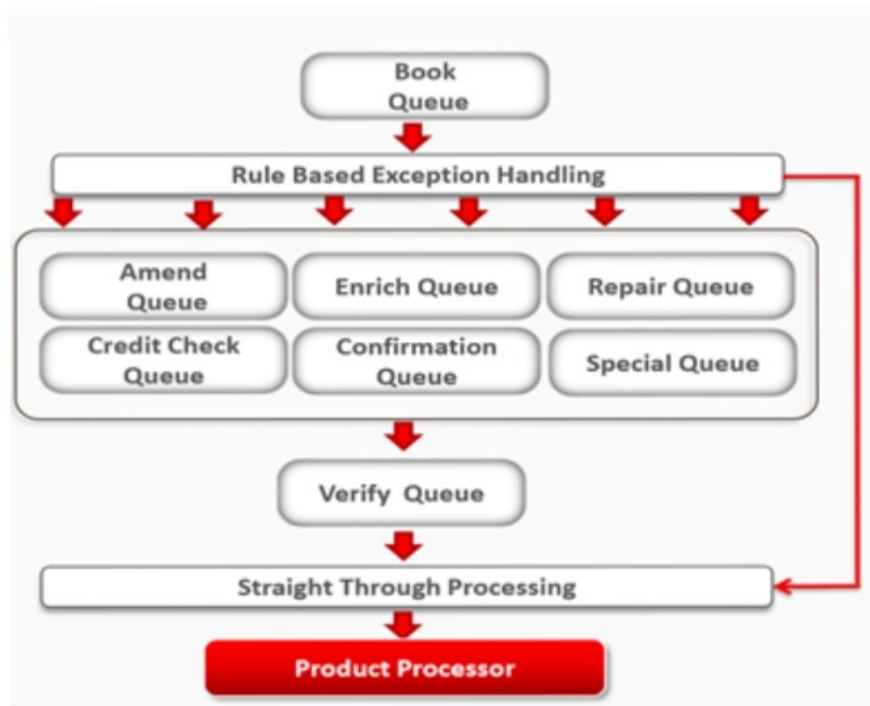 Book
Queue
Rule Based Exception Handling
Amend
Queue
Enrich Queue
Repair Queue
Credit Check
Queue
Confirmation
Queue
Special Queue
Verify Queue
Straight Through Processing
Product Processor